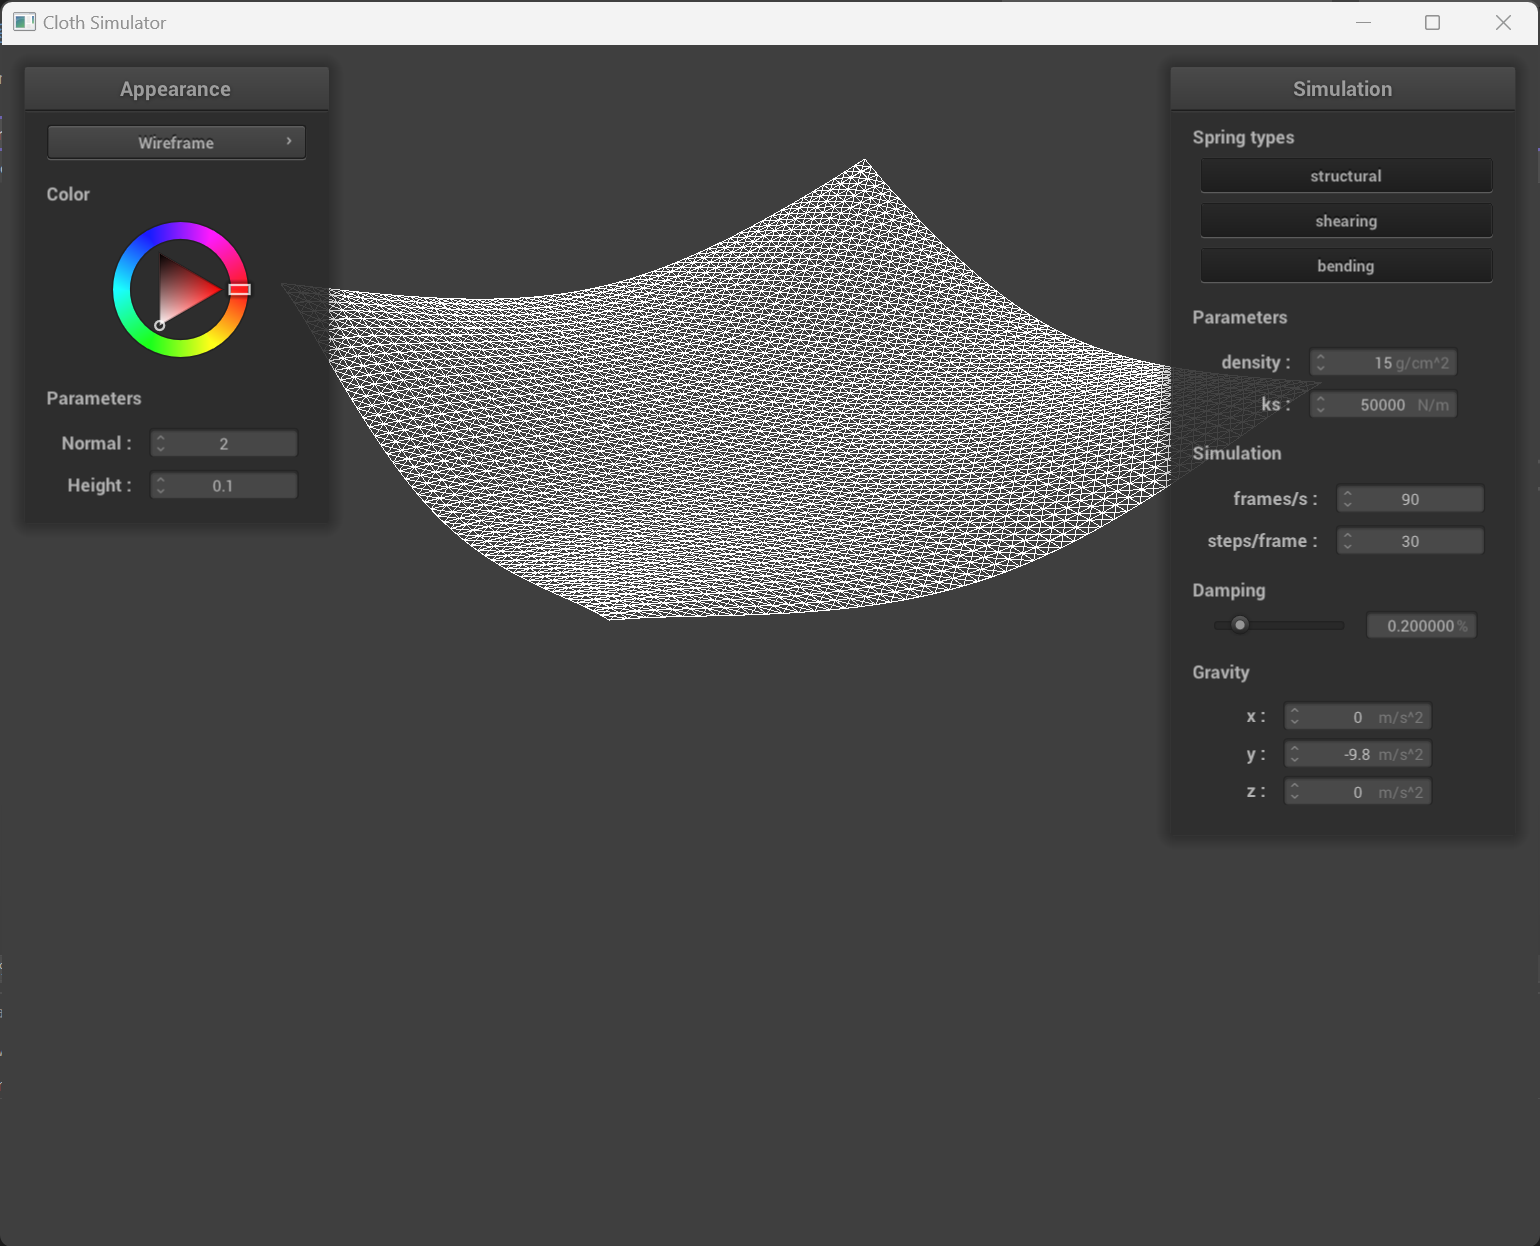 Cloth Simulator
Appearance
Wireframe
Color
Parameters
Normal : 2
Height : 0.1
Simulation
Spring types
structural
shearing
bending
Parameters
density : 15 g/cm^2
ks : 50000 N/m
Simulation
frames/s : 90
steps/frame : 30
Damping
0.200000 %
Gravity
x : 0 m/s^2
y : -9.8 m/s^2
z : 0 m/s^2